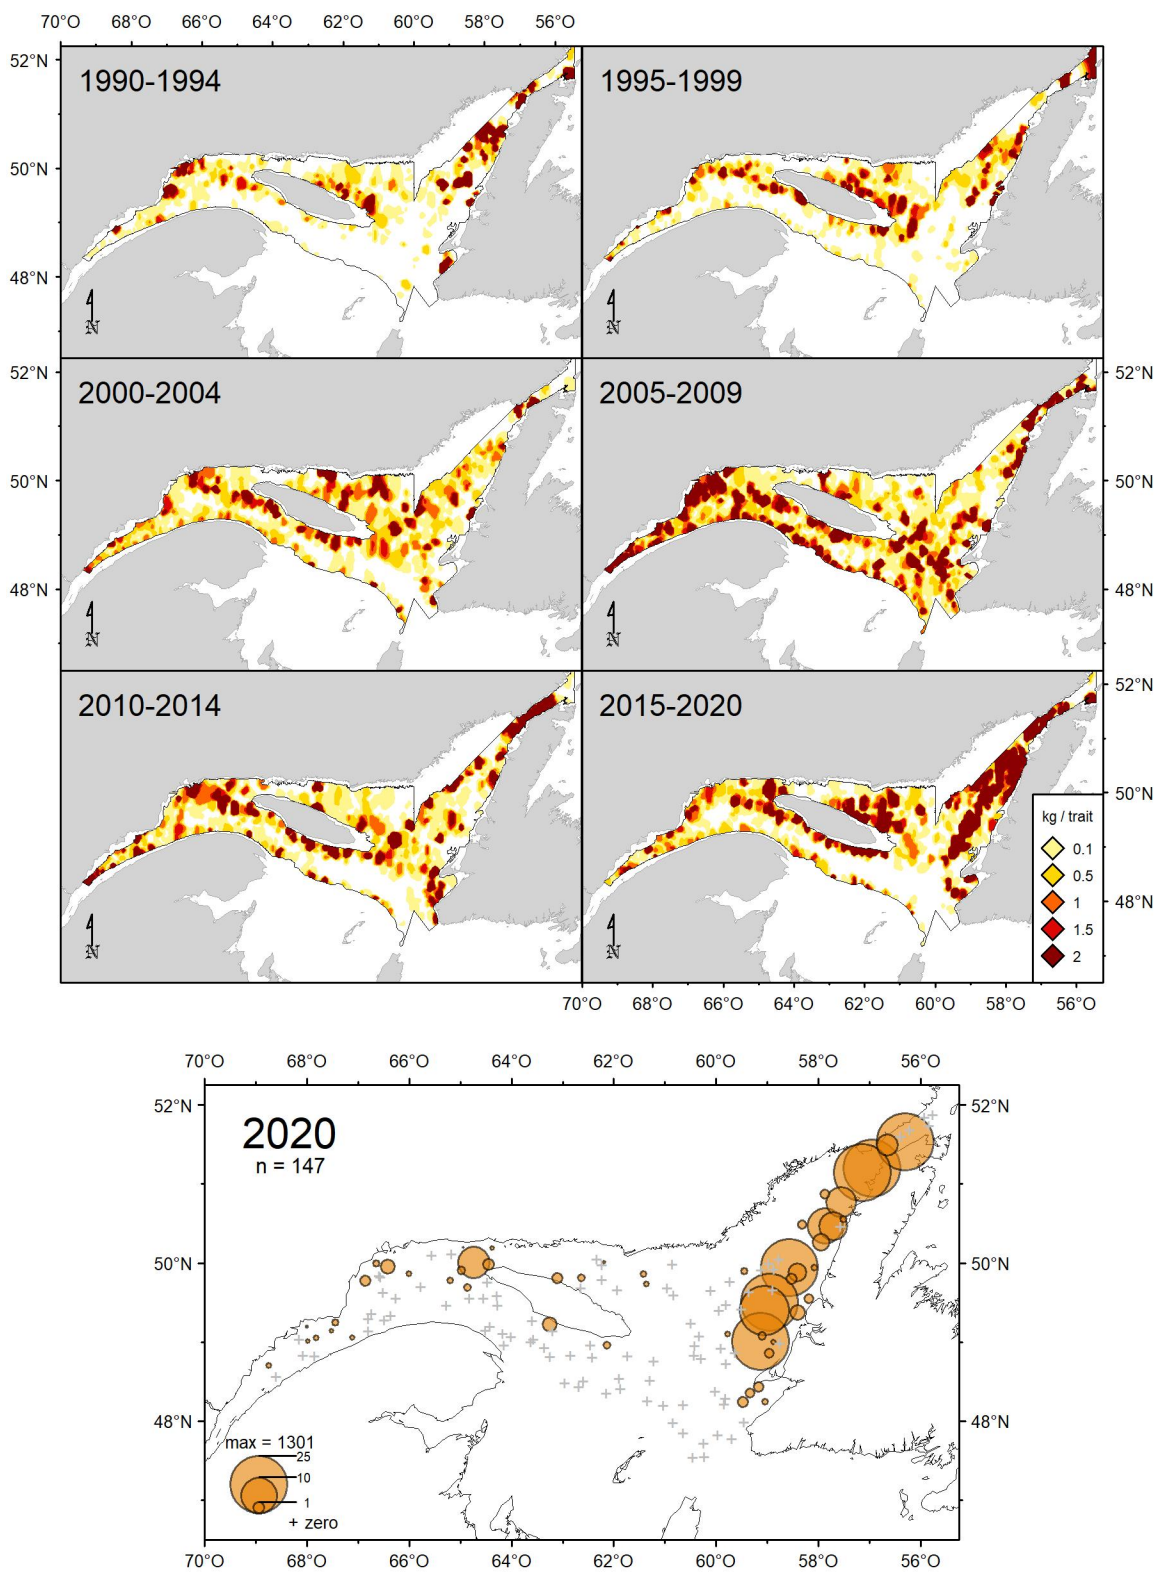 70°O 68°O 66°O 64°O 62°O 60°O 58°O 56°O
52°N
1990-1994
1995-1999
50°N
48°N
N
N
52°N
52°N
2000-2004
2005-2009
50°N
50°N
48°N
48°N
N
N
52°N
2010-2014
2015-2020
50°N
kg / trait
0.1
0.5
1
1.5
2
48°N
N
N
70°O 68°O 66°O 64°O 62°O 60°O 58°O 56°O
70°O 68°O 66°O 64°O 62°O 60°O 58°O 56°O
52°N
52°N
2020
n = 147
50°N
50°N
48°N
48°N
max = 1301
25
10
1
+ zero
70°O 68°O 66°O 64°O 62°O 60°O 58°O 56°O